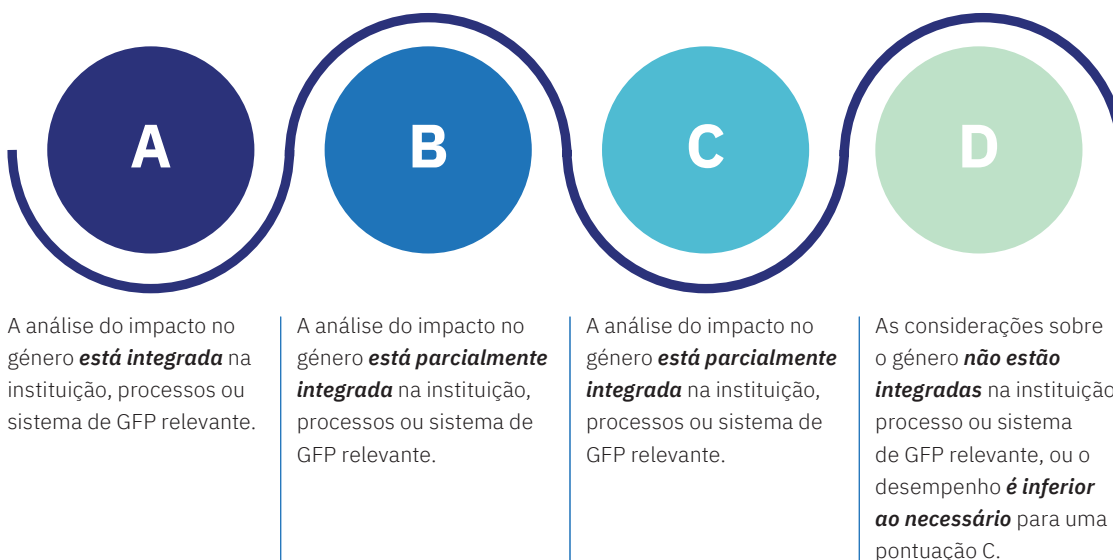 A
B
C
D
A análise do impacto no
género está integrada na
instituição, processos ou
sistema de GFP relevante.
A análise do impacto no
género está parcialmente
integrada na instituição,
processos ou sistema de
GFP relevante.
A análise do impacto no
género está parcialmente
integrada na instituição,
processos ou sistema de
GFP relevante.
As considerações sobre
o género não estão
integradas na instituição
processo ou sistema
de GFP relevante, ou o
desempenho é inferior
ao necessário para uma
pontuação C.